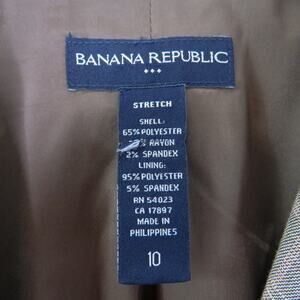 BANANA REPUBLIC
STRETCH
SHELL:
65% POLYESTER
RAYON
2% SPANDEX
LINING:
95% POLYESTER
5% SPANDEX
RN 54023
CA 17897
MADE IN
PHILIPPINES
10